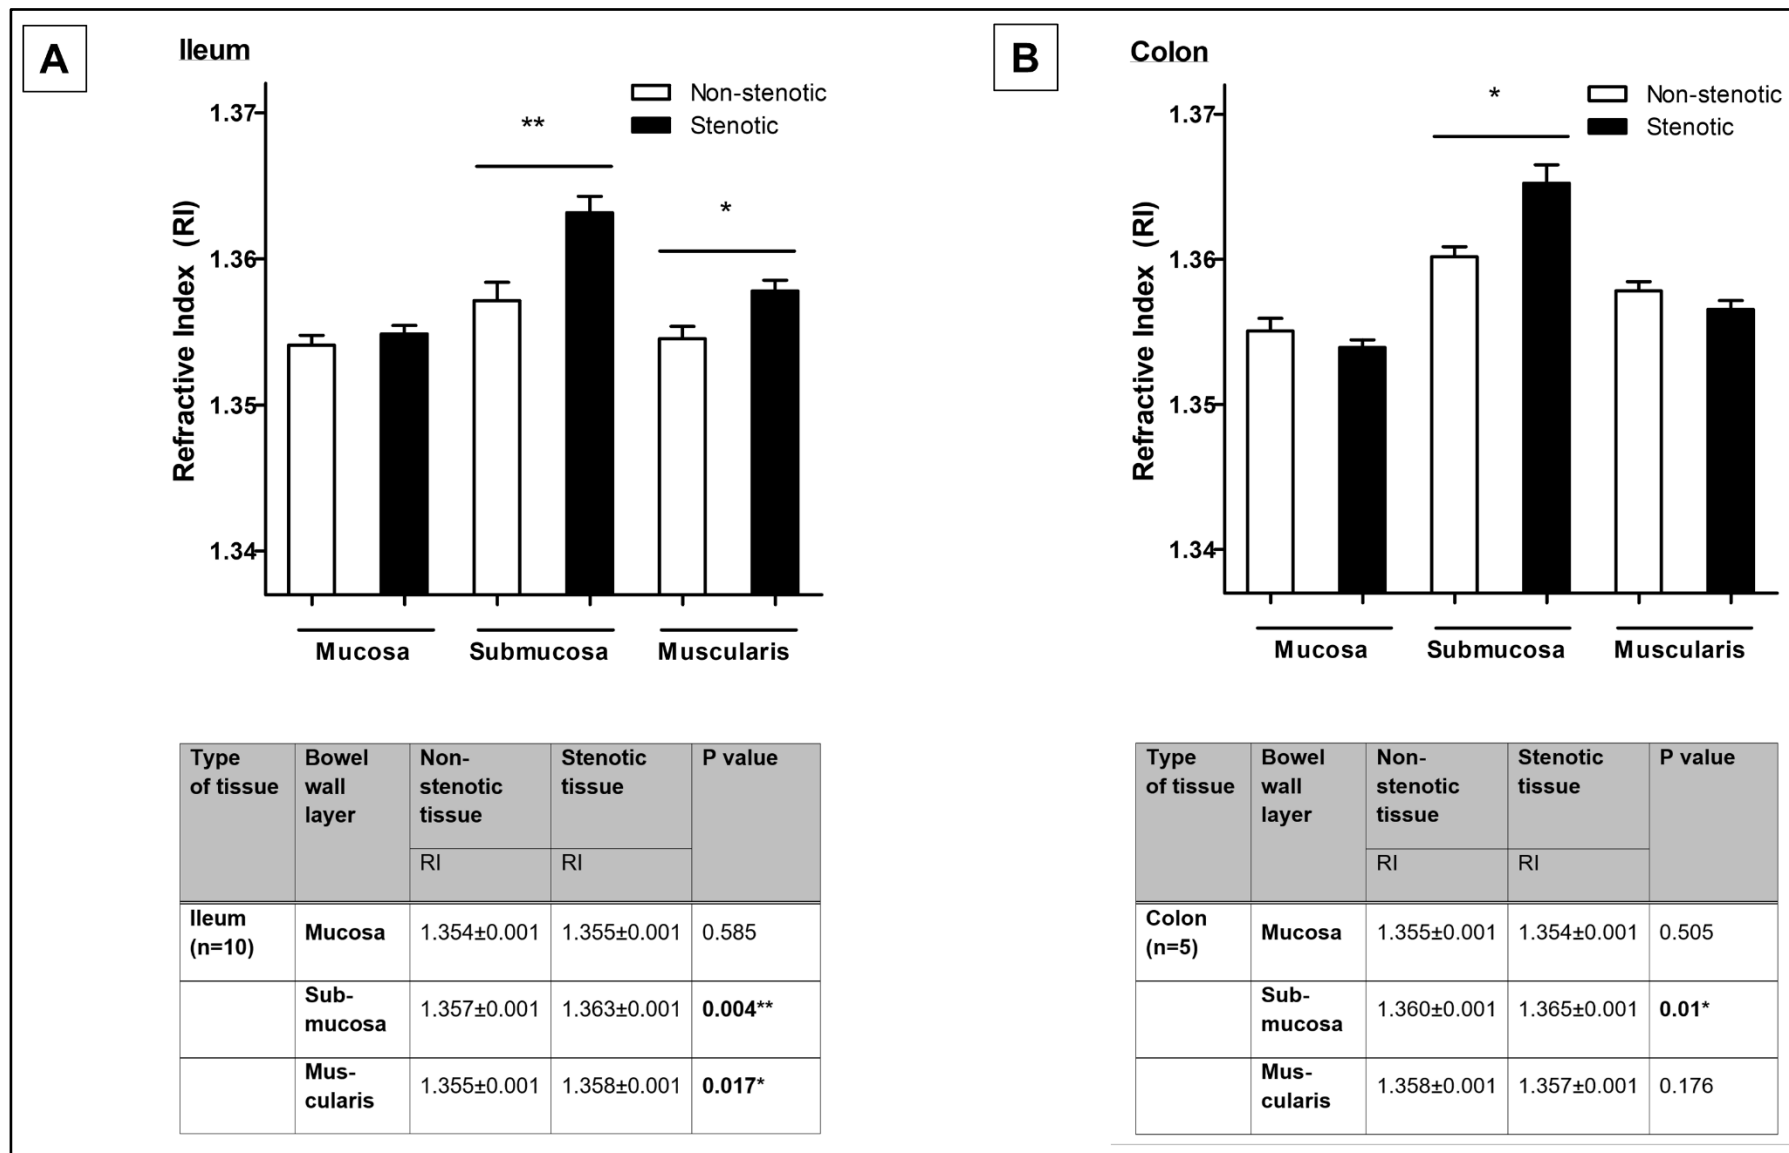 A
Ileum
Non-stenotic
Stenotic
**
*
1.37
1.36
1.35
1.34
Refractive Index (RI)
Mucosa Submucosa Muscularis
Type of tissue Bowel wall layer Non-stenotic tissue Stenotic tissue P value
RI RI
Ileum (n=10) Mucosa 1.354±0.001 1.355±0.001 0.585
Sub-mucosa 1.357±0.001 1.363±0.001 0.004**
Mus-cularis 1.355±0.001 1.358±0.001 0.017*
B
Colon
Non-stenotic
Stenotic
*
1.37
1.36
1.35
1.34
Refractive Index (RI)
Mucosa Submucosa Muscularis
Type of tissue Bowel wall layer Non-stenotic tissue Stenotic tissue P value
RI RI
Colon (n=5) Mucosa 1.355±0.001 1.354±0.001 0.505
Sub-mucosa 1.360±0.001 1.365±0.001 0.01*
Mus-cularis 1.358±0.001 1.357±0.001 0.176